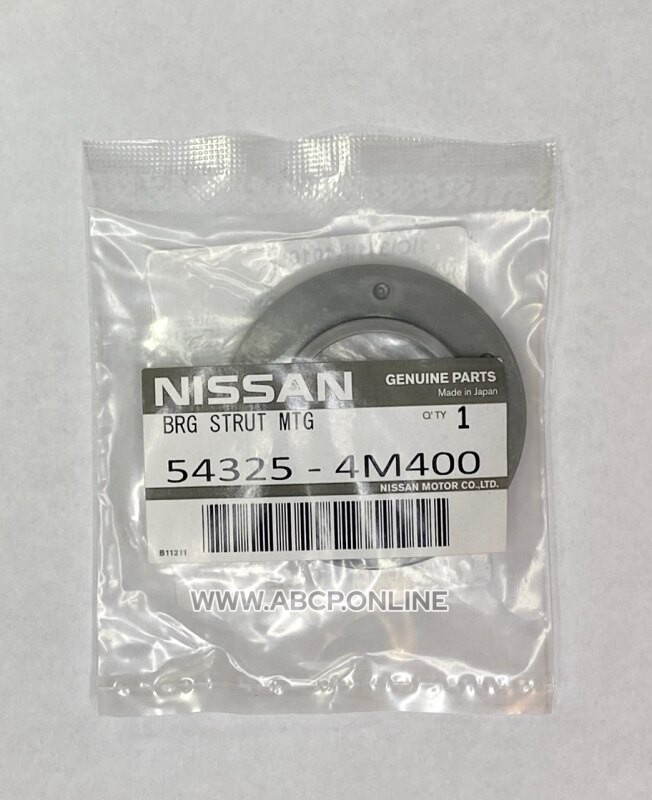 NISSAN
GENUINE PARTS
Made in Japan
BRG STRUT MTG
Q'TY 1
54325 - 4M400
NISSAN MOTOR CO.,LTD.
WWW.ABCP.ONLINE